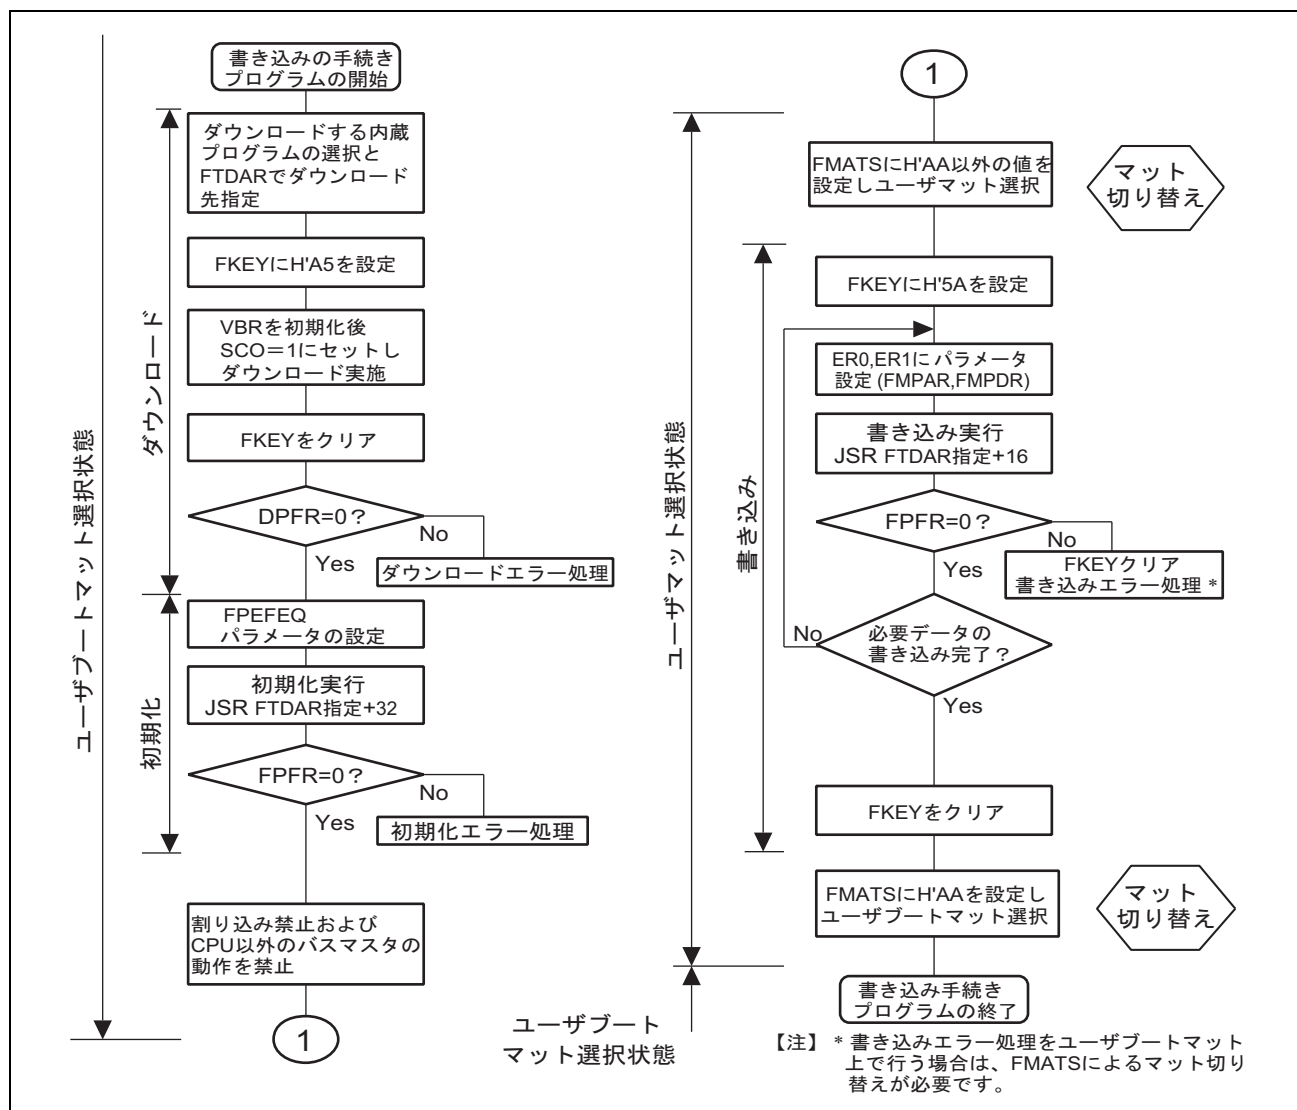 書き込みの手続き
プログラムの開始
ダウンロードする内蔵
プログラムの選択と
FTDARでダウンロード
先指定
FKEYにH'A5を設定
VBRを初期化後
SCO=1にセットし
ダウンロード実施
FKEYをクリア
DPFR=0?
No
Yes
ダウンロードエラー処理
FPEFEQ
パラメータの設定
初期化実行
JSR FTDAR指定+32
FPFR=0?
No
Yes
初期化エラー処理
割り込み禁止および
CPU以外のバスマスタの
動作を禁止
1
ダウンロード
初期化
ユーザブートマット選択状態
1
FMATSにH'AA以外の値を
設定しユーザマット選択
マット
切り替え
FKEYにH'5Aを設定
ER0,ER1に パラメータ
設定 (FMPAR,FMPDR)
書き込み実行
JSR FTDAR指定+16
FPFR=0?
No
Yes
FKEYクリア
書き込みエラー処理 *
必要データの
書き込み完了?
No
Yes
FKEYをクリア
FMATSにH'AAを設定し
ユーザブートマット選択
マット
切り替え
書き込み手続き
プログラムの終了
書き込み
ユーザマット選択状態
ユーザブート
マット選択状態
【注】 * 書き込みエラー処理をユーザブートマット
上で行う場合は、FMATSによるマット切り
替えが必要です。